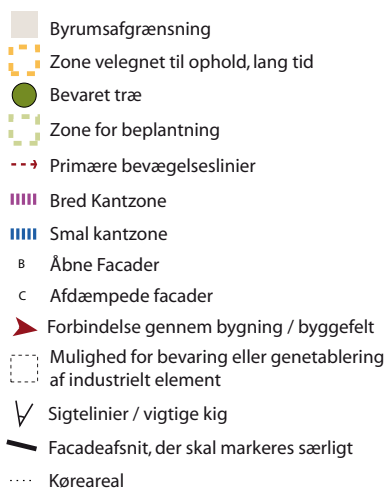 Byrumsafgrænsning
Zone velegnet til ophold, lang tid
Bevaret træ
Zone for beplantning
Primære bevægelseslinier
Bred Kantzone
Smal kantzone
B Åbne Facader
C Afdæmpede facader
Forbindelse gennem bygning / byggefelt
Mulighed for bevaring eller genetablering
af industrielt element
Sigtelinier / vigtige kig
Facadeafsnit, der skal markeres særligt
Køreareal